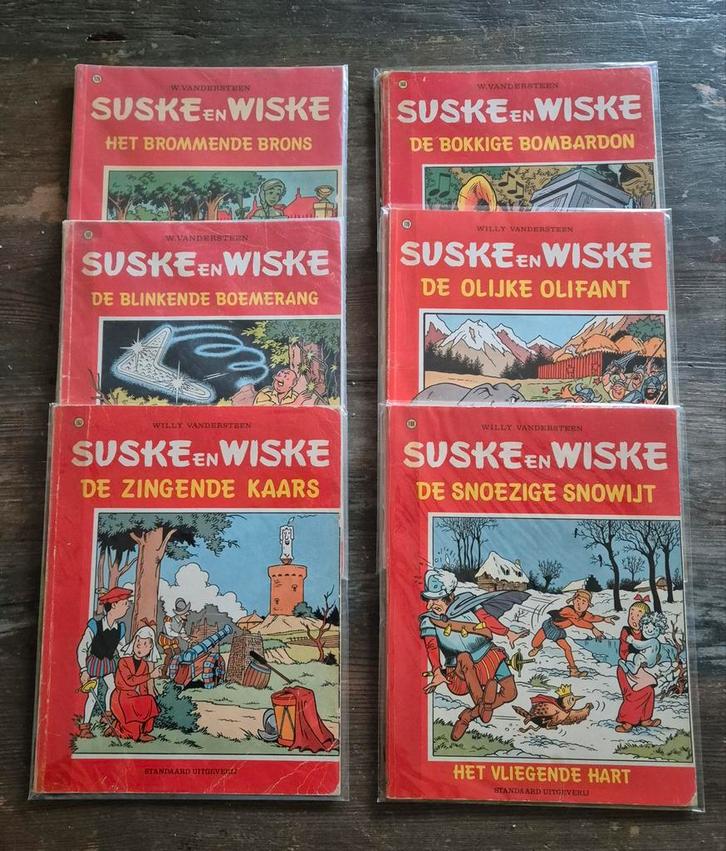 W. VANDERSTEEN
SUSKE EN WISKE
HET BROMMENDE BRONS
W. VANDERSTEEN
SUSKE EN WISKE
DE BLINKENDE BOEMERANG
WILLY VANDERSTEEN
SUSKE EN WISKE
DE ZINGENDE KAARS
STANDAARD UITGEVERIJ
W. VANDERSTEEN
SUSKE EN WISKE
DE BOKKIGE BOMBARDON
WILLY VANDERSTEEN
SUSKE EN WISKE
DE OLIJKE OLIFANT
WILLY VANDERSTEEN
SUSKE EN WISKE
DE SNOEZIGE SNOWIJT
HET VLIEGENDE HART
STANDAARD UITGEVERIJ